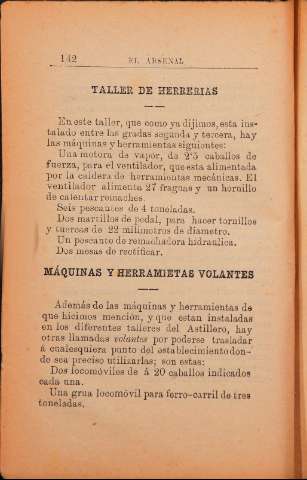 142 EL ARSENAL
TALLER DE HERRERIAS
En este taller, que como ya dijimos, esta ins-
talado entre las gradas segunda y tercera, hay
las máquinas y herramientas siguientes:
Una motora de vapor, de 2'5 caballos de
fuerza, para el ventilador, que esta alimentada
por la caldera de herramientas mecánicas. El
ventilador alimenta 27 fraguas y un hornillo
de calentar remaches.
Seis pescantes de 4 toneladas.
Dos martillos de pedal, para hacer tornillos
y tuercas de 22 milimetros de diametro.
Un pescante de remachadora hidraulica.
Dos mesas de rectificar.
MÁQUINAS Y HERRAMIETAS VOLANTES
Además de las máquinas y herramientas de
que hicimos mención, y que estan instaladas
en los diferentes talleres del Astillero, hay
otras llamadas volantes por poderse trasladar
á cualesquiera punto del establecimiento don-
de sea preciso utilizarlas; son estas:
Dos locomóviles de á 20 caballos indicados
cada una.
Una grua locomóvil para ferro-carril de tres
toneladas.